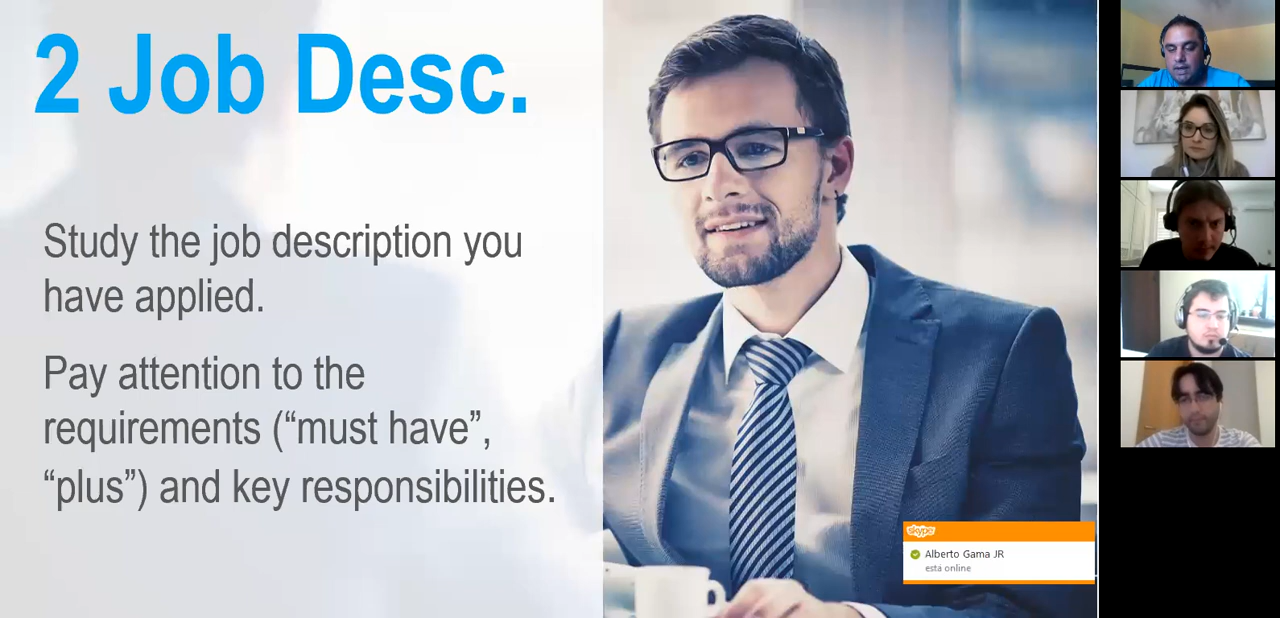 2 Job Desc.
Study the job description you
have applied.
Pay attention to the
requirements (“must have”,
“plus”) and key responsibilities.
skype
Alberto Gama JR
está online